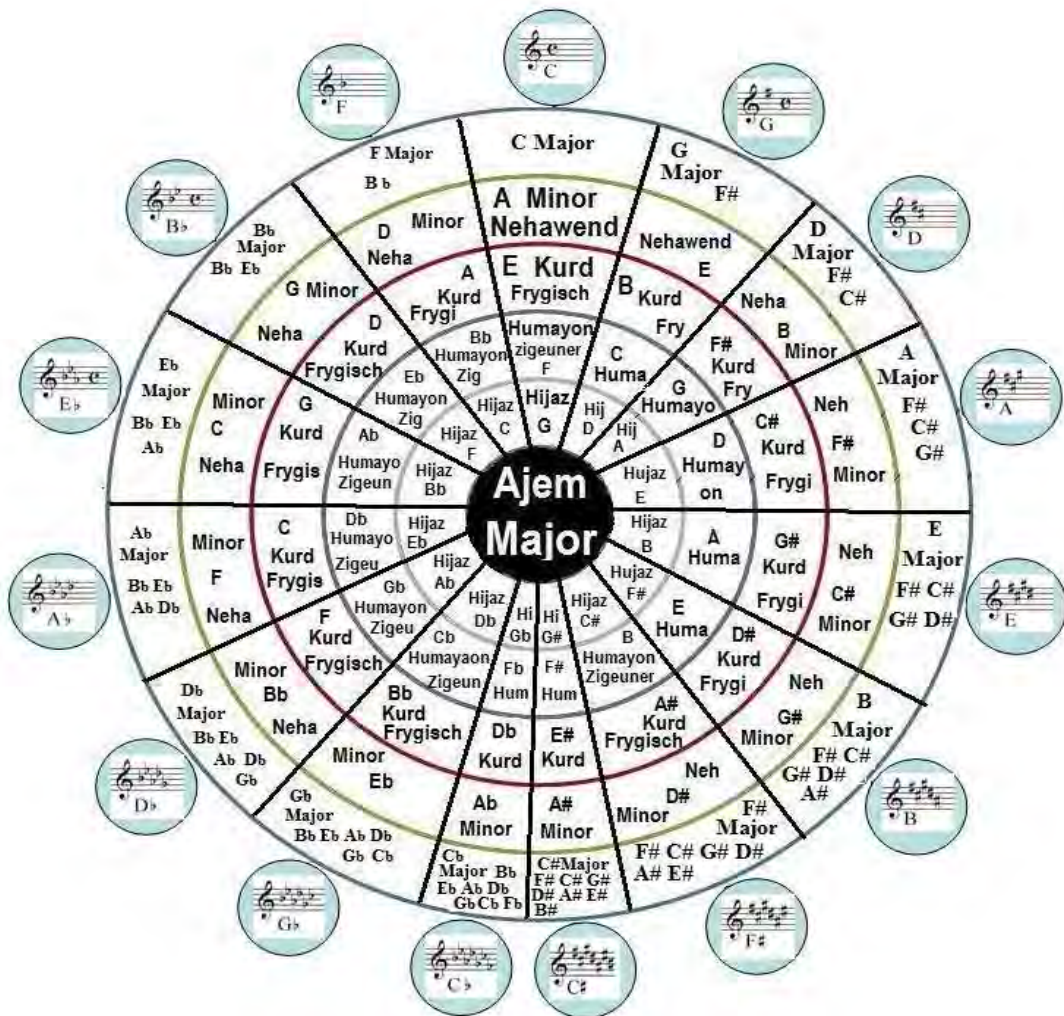 C
G
D
A
E
B
F#
C#
Cb
Gb
Db
Ab
Eb
Bb
F
C Major
A Minor
Nehawend
E Kurd
Frygisch
Humayon
zigeuner
F
Hijaz
G
G
Major
F#
Nehawend
E
B Kurd
Fry
C
Huma
Hij
D
D
Major
F#
C#
Neha
B
Minor
F#
Kurd
Fry
G
Humayo
Hij
A
A
Major
F#
C#
G#
Neh
F#
Minor
C#
Kurd
Frygi
D
Humay
on
Hujaz
E
E
Major
F# C#
G# D#
Neh
C#
Minor
G#
Kurd
Frygi
A
Huma
Hijaz
B
B
Major
F# C#
G# D#
A#
Neh
G#
Minor
D#
Kurd
Frygi
E
Huma
Hujaz
F#
F#
Major
F# C# G# D#
A# E#
Neh
D#
Minor
A#
Kurd
Frygisch
B
Humayon
Zigeuner
Hijaz
C#
C#Major
F# C# G#
D# A# E#
B#
A#
Minor
E#
Kurd
F#
Hum
Hi
G#
Cb
Major Bb
Eb Ab Db
Gb Cb Fb
Ab
Minor
Db
Kurd
Fb
Hum
Hi
Gb
Gb
Major
Bb Eb Ab Db
Gb Cb
Minor
Eb
Bb
Kurd
Frygisch
Cb
Humayaon
Zigeun
Hijaz
Db
Db
Major
Bb Eb
Ab Db
Gb
Minor
Bb
Neha
F
Kurd
Frygisch
Gb
Humayon
Zigeu
Hijaz
Ab
Ab
Major
Bb Eb
Ab Db
Minor
F
Neha
C
Kurd
Frygis
Db
Humayo
Zigeu
Hijaz
Eb
Eb
Major
Bb Eb
Ab
Minor
C
Neha
G
Kurd
Frygis
Ab
Humayo
Zigeun
Hijaz
Bb
Bb
Major
Bb Eb
G Minor
Neha
D
Kurd
Frygisch
Eb
Humayon
Zig
Hijaz
F
F Major
Bb
D Minor
Neha
A
Kurd
Frygi
Bb
Humayon
Zig
Hijaz
C
Ajem
Major